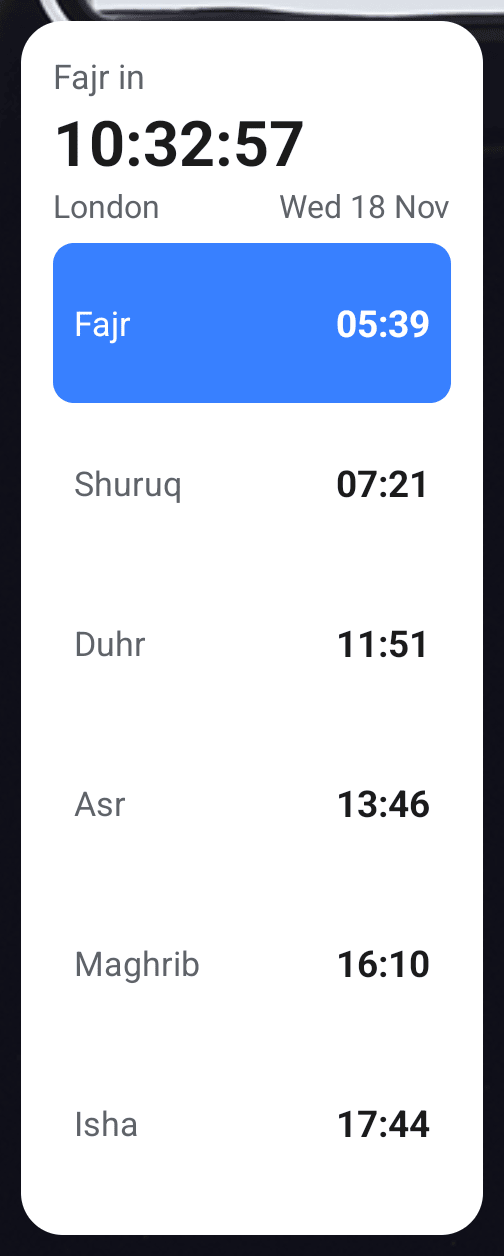 Fajr in
10:32:57
London Wed 18 Nov
Fajr 05:39
Shuruq 07:21
Duhr 11:51
Asr 13:46
Maghrib 16:10
Isha 17:44